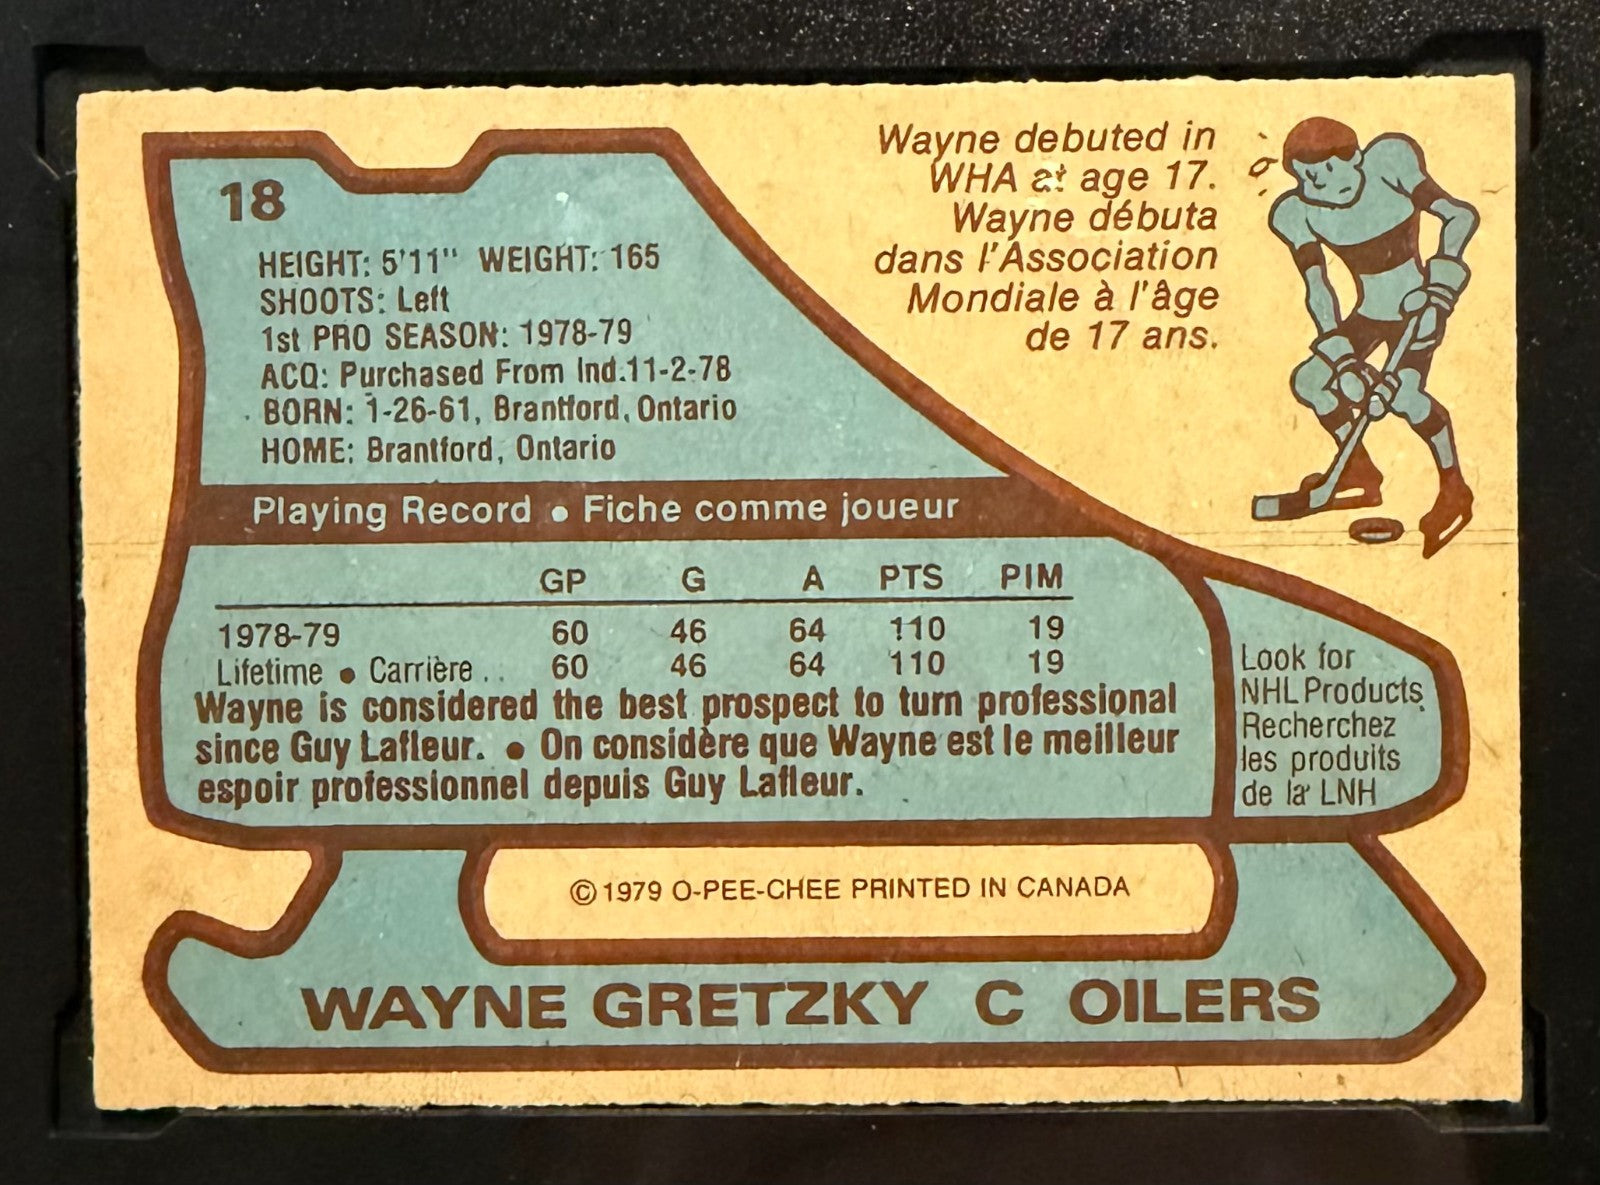 18
HEIGHT: 5'11" WEIGHT: 165
SHOOTS: Left
1st PRO SEASON: 1978-79
ACQ: Purchased From Ind.11-2-78
BORN: 1-26-61, Brantford, Ontario
HOME: Brantford, Ontario
Wayne debuted in
WHA at age 17.
Wayne débuta
dans l'Association
Mondiale à l'âge
de 17 ans.
Playing Record • Fiche comme joueur
GP G A PTS PIM
1978-79 60 46 64 110 19
Lifetime • Carrière .. 60 46 64 110 19
Wayne is considered the best prospect to turn professional
since Guy Lafleur. • On considère que Wayne est le meilleur
espoir professionnel depuis Guy Lafleur.
Look for
NHL Products
Recherchez
les produits
de la LNH
© 1979 O-PEE-CHEE PRINTED IN CANADA
WAYNE GRETZKY C OILERS